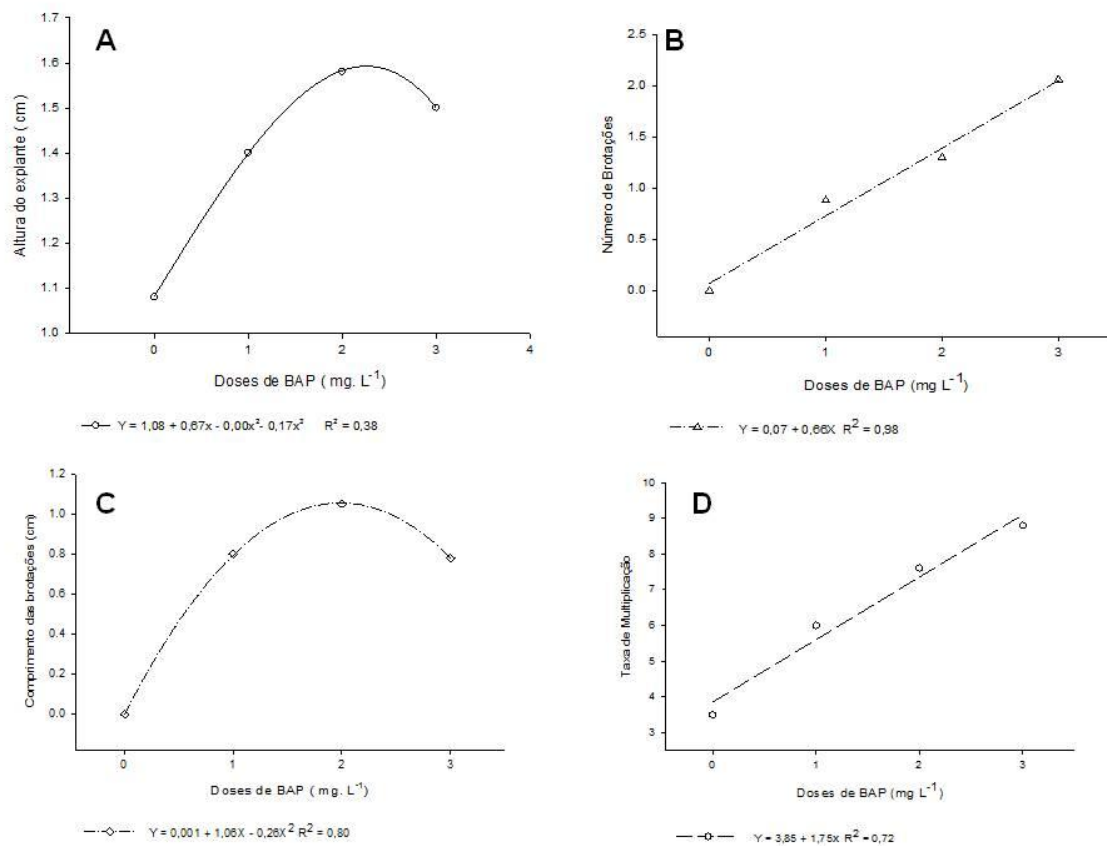 A
Altura do explante ( cm)
1.7
1.6
1.5
1.4
1.3
1.2
1.1
1.0
0 1 2 3 4
Doses de BAP ( mg. L⁻¹)
Y = 1,08 + 0,67x - 0,00x² - 0,17x² R² = 0,38
B
Número de Brotações
2.5
2.0
1.5
1.0
0.5
0.0
0 1 2 3
Doses de BAP (mg L⁻¹)
Y = 0,07 + 0,66X R² = 0,98
C
Comprimento das brotações (cm)
1.2
1.0
0.8
0.6
0.4
0.2
0.0
0 1 2 3
Doses de BAP ( mg. L⁻¹)
Y = 0,001 + 1,06X - 0,26X² R² = 0,80
D
Taxa de Multiplicação
10
9
8
7
6
5
4
3
0 1 2 3
Doses de BAP (mg L⁻¹)
Y = 3,85 + 1,75x R² = 0,72